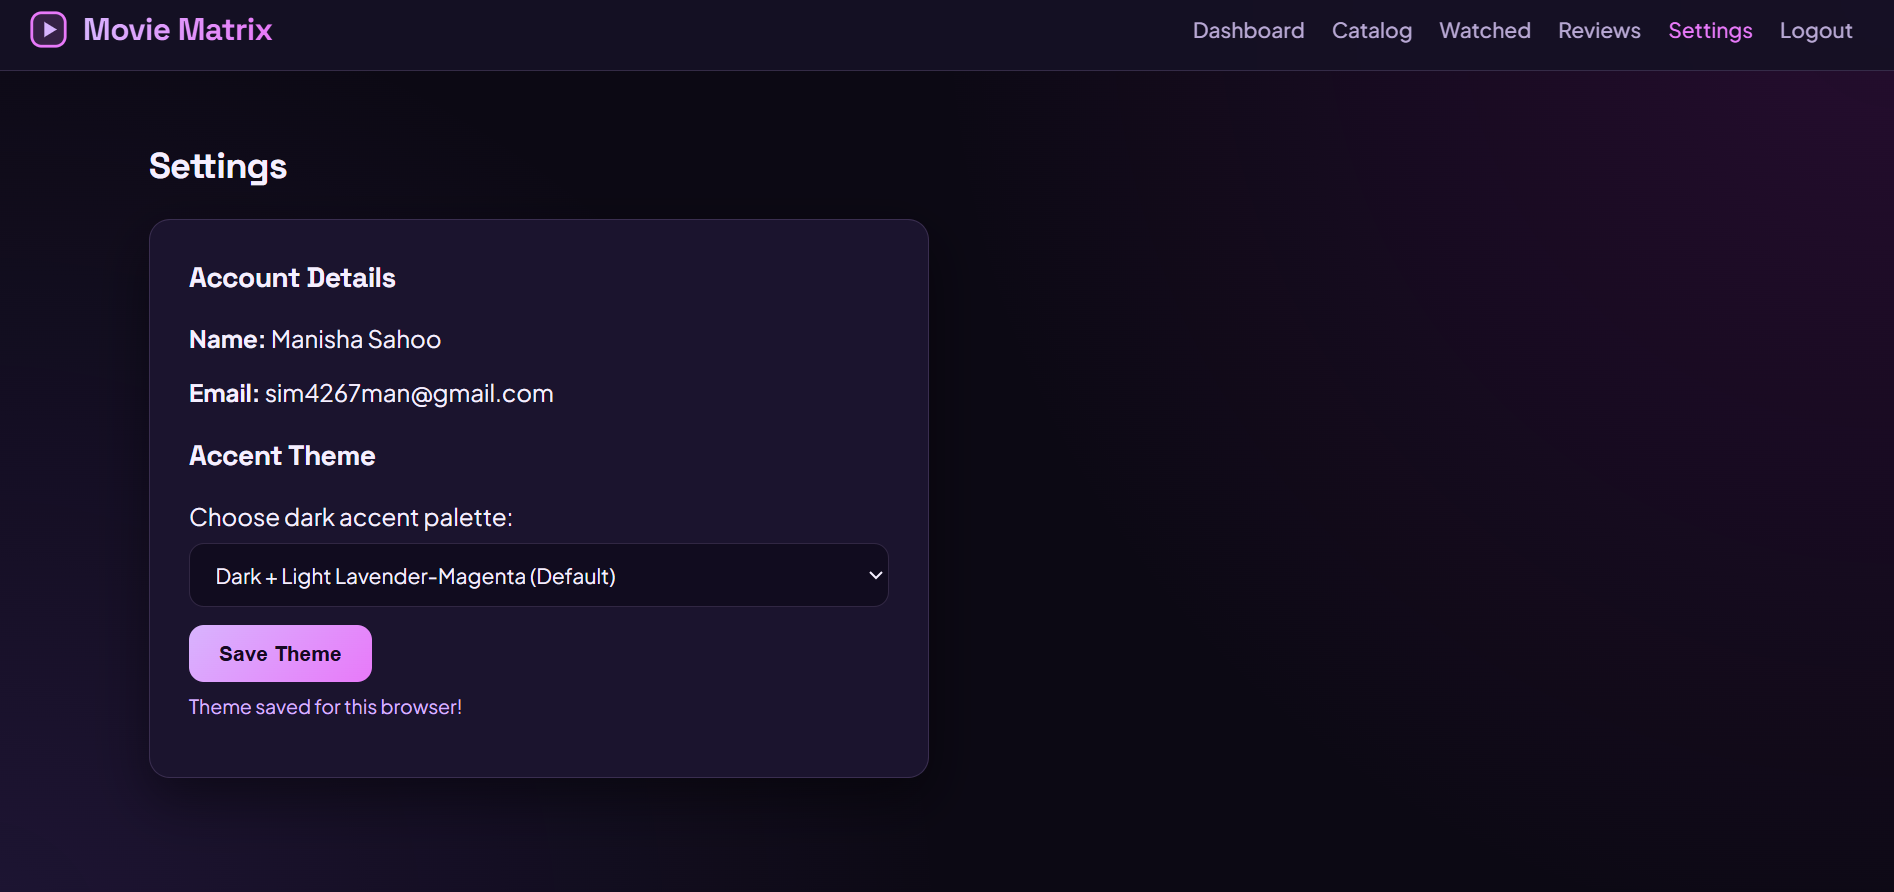 Movie Matrix
Dashboard Catalog Watched Reviews Settings Logout
Settings
Account Details
Name: Manisha Sahoo
Email: sim4267man@gmail.com
Accent Theme
Choose dark accent palette:
Dark + Light Lavender-Magenta (Default)
Save Theme
Theme saved for this browser!